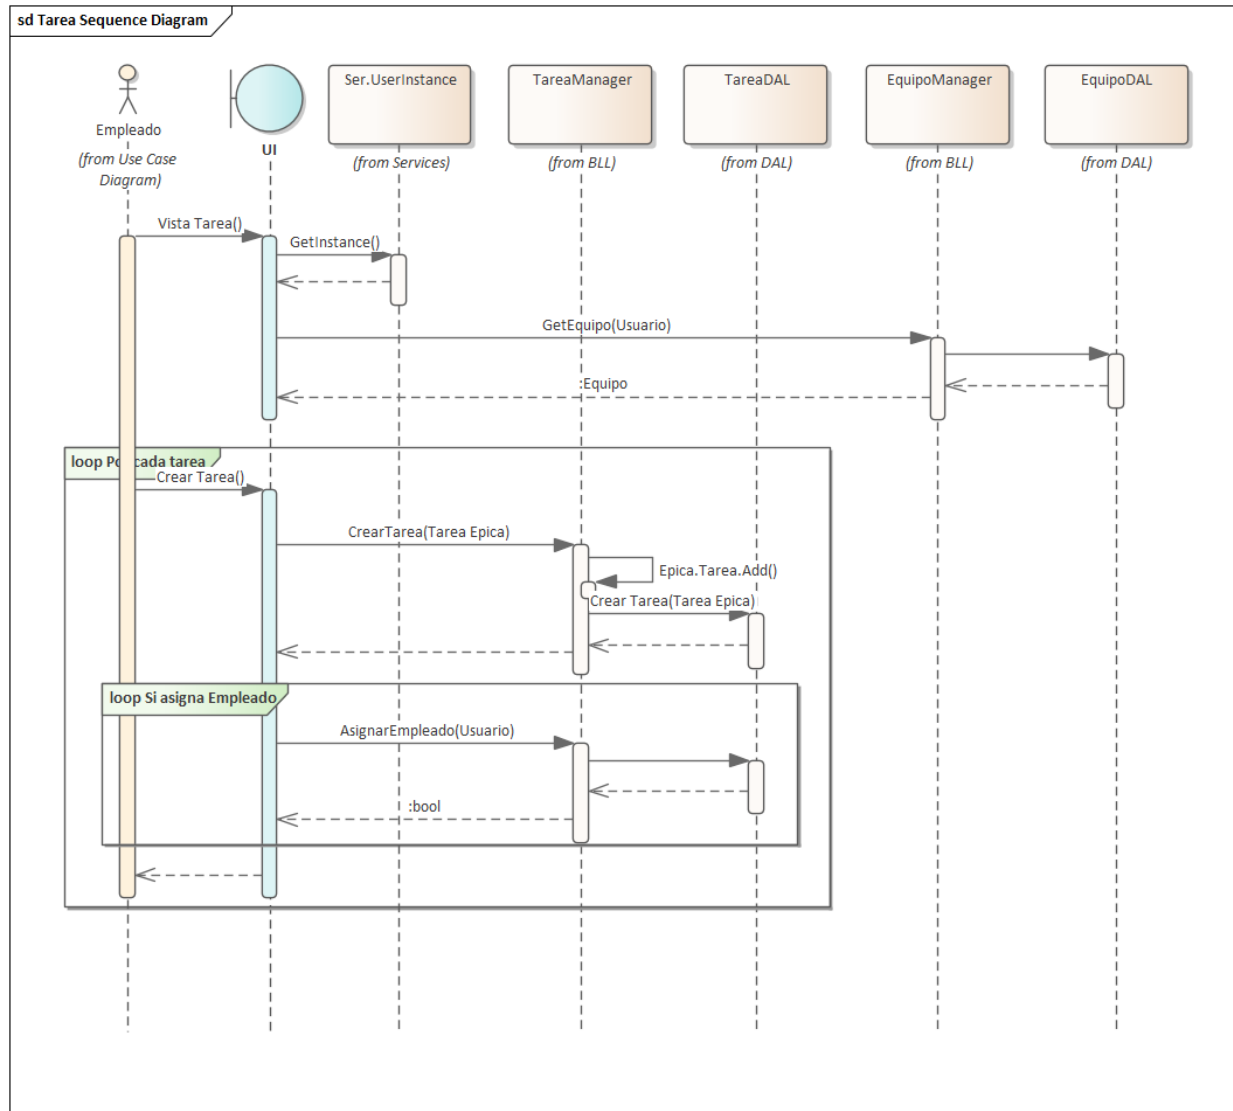 sd Tarea Sequence Diagram
Empleado
(from Use Case
Diagram)
UI
Ser.UserInstance
(from Services)
TareaManager
(from BLL)
TareaDAL
(from DAL)
EquipoManager
(from BLL)
EquipoDAL
(from DAL)
Vista Tarea()
GetInstance()
GetEquipo(Usuario)
:Equipo
loop Por cada tarea
Crear Tarea()
CrearTarea(Tarea Epica)
Epica.Tarea.Add()
Crear Tarea(Tarea Epica)
loop Si asigna Empleado
AsignarEmpleado(Usuario)
:bool